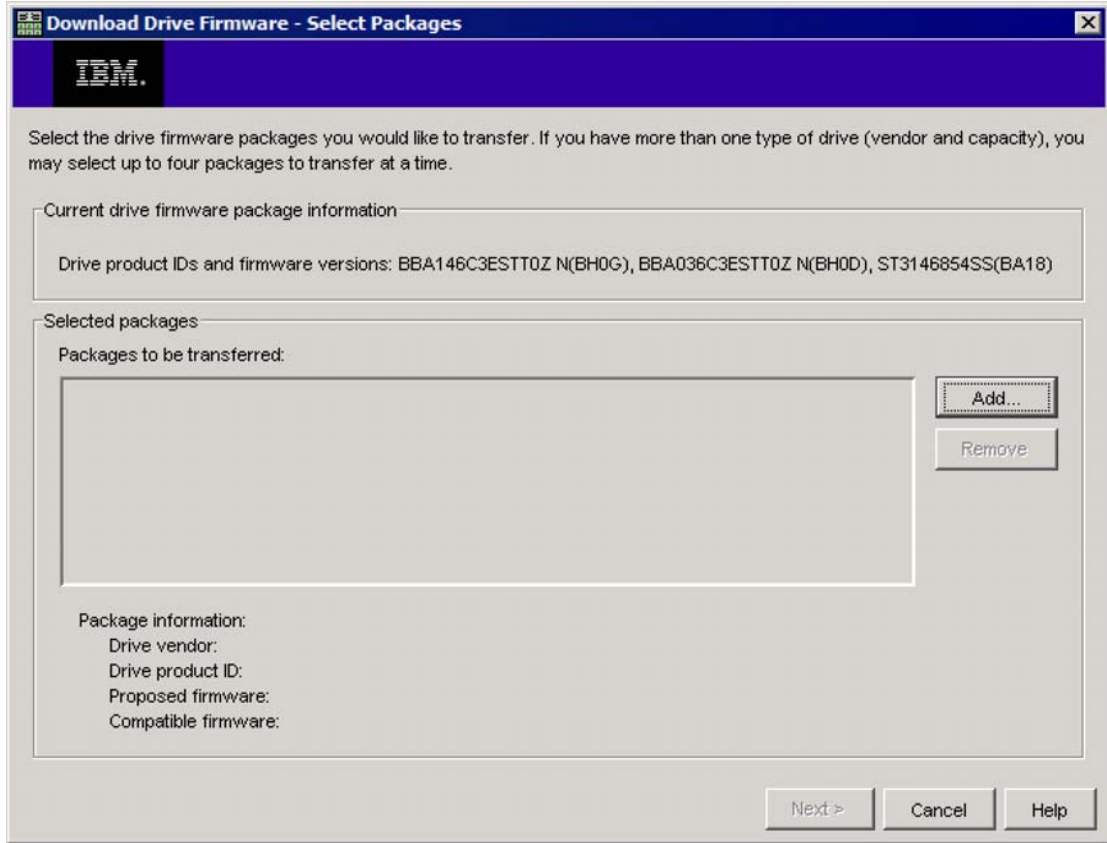 Download Drive Firmware - Select Packages
IBM.
Select the drive firmware packages you would like to transfer. If you have more than one type of drive (vendor and capacity), you
may select up to four packages to transfer at a time.
Current drive firmware package information
Drive product IDs and firmware versions: BBA146C3ESTT0Z N(BH0G), BBA036C3ESTT0Z N(BH0D), ST3146854SS(BA18)
Selected packages
Packages to be transferred:
Add...
Remove
Package information:
Drive vendor:
Drive product ID:
Proposed firmware:
Compatible firmware:
Next >
Cancel
Help